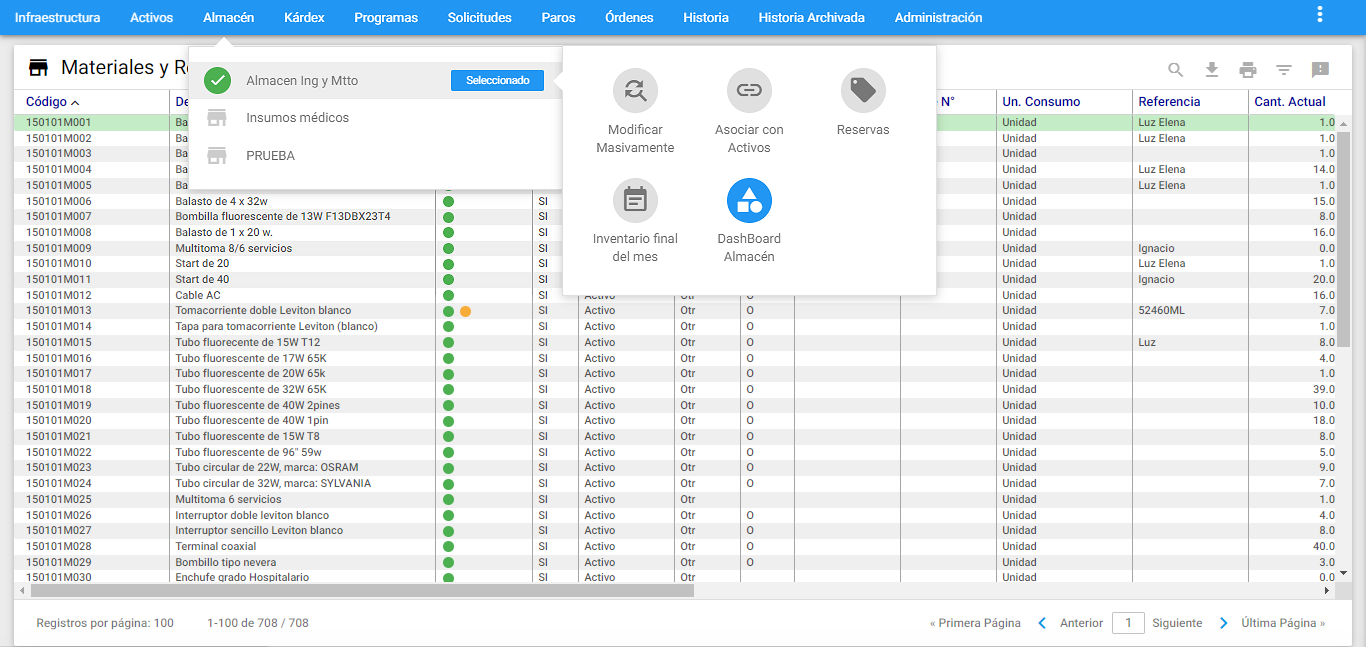 Infraestructura Activos Almacén Kárdex Programas Solicitudes Paros Órdenes Historia Historia Archivada Administración
Materiales y R
Almacen Ing y Mtto Seleccionado
Insumos médicos
PRUEBA
Modificar Masivamente
Asociar con Activos
Reservas
Inventario final del mes
DashBoard Almacén
Código De N° Un. Consumo Referencia Cant. Actual
150101M001 Ba Unidad Luz Elena 1.0
150101M002 Ba Unidad Luz Elena 1.0
150101M003 Ba Unidad 1.0
150101M004 Ba Unidad Luz Elena 14.0
150101M005 Ba Unidad Luz Elena 1.0
150101M006 Balasto de 4 x 32w SI Unidad 15.0
150101M007 Bombilla fluorescente de 13W F13DBX23T4 SI Unidad 8.0
150101M008 Balasto de 1 x 20 w. SI Unidad 16.0
150101M009 Multitoma 8/6 servicios SI Unidad Ignacio 0.0
150101M010 Start de 20 SI Unidad Luz Elena 1.0
150101M011 Start de 40 SI Unidad Ignacio 20.0
150101M012 Cable AC SI Activo Otr O Unidad 16.0
150101M013 Tomacorriente doble Leviton blanco SI Activo Otr O Unidad 52460ML 7.0
150101M014 Tapa para tomacorriente Leviton (blanco) SI Activo Otr O Unidad 1.0
150101M015 Tubo fluorecente de 15W T12 SI Activo Otr O Unidad Luz 8.0
150101M016 Tubo fluorescente de 17W 65K SI Activo Otr O Unidad 4.0
150101M017 Tubo fluorescente de 20W 65k SI Activo Otr O Unidad 1.0
150101M018 Tubo fluorescente de 32W 65K SI Activo Otr O Unidad 39.0
150101M019 Tubo fluorescente de 40W 2pines SI Activo Otr O Unidad 10.0
150101M020 Tubo fluorescente de 40W 1pin SI Activo Otr O Unidad 18.0
150101M021 Tubo fluorescente de 15W T8 SI Activo Otr O Unidad 8.0
150101M022 Tubo fluorescente de 96" 59w SI Activo Otr O Unidad 5.0
150101M023 Tubo circular de 22W, marca: OSRAM SI Activo Otr O Unidad 9.0
150101M024 Tubo circular de 32W, marca: SYLVANIA SI Activo Otr O Unidad 7.0
150101M025 Multitoma 6 servicios SI Activo Otr Unidad 1.0
150101M026 Interruptor doble leviton blanco SI Activo Otr O Unidad 4.0
150101M027 Interruptor sencillo Leviton blanco SI Activo Otr O Unidad 8.0
150101M028 Terminal coaxial SI Activo Otr O Unidad 40.0
150101M029 Bombillo tipo nevera SI Activo Otr O Unidad 3.0
150101M030 Enchufe grado Hospitalario SI Activo Otr Unidad 0.0
Registros por página: 100 1-100 de 708 / 708 « Primera Página Anterior 1 Siguiente Última Página »